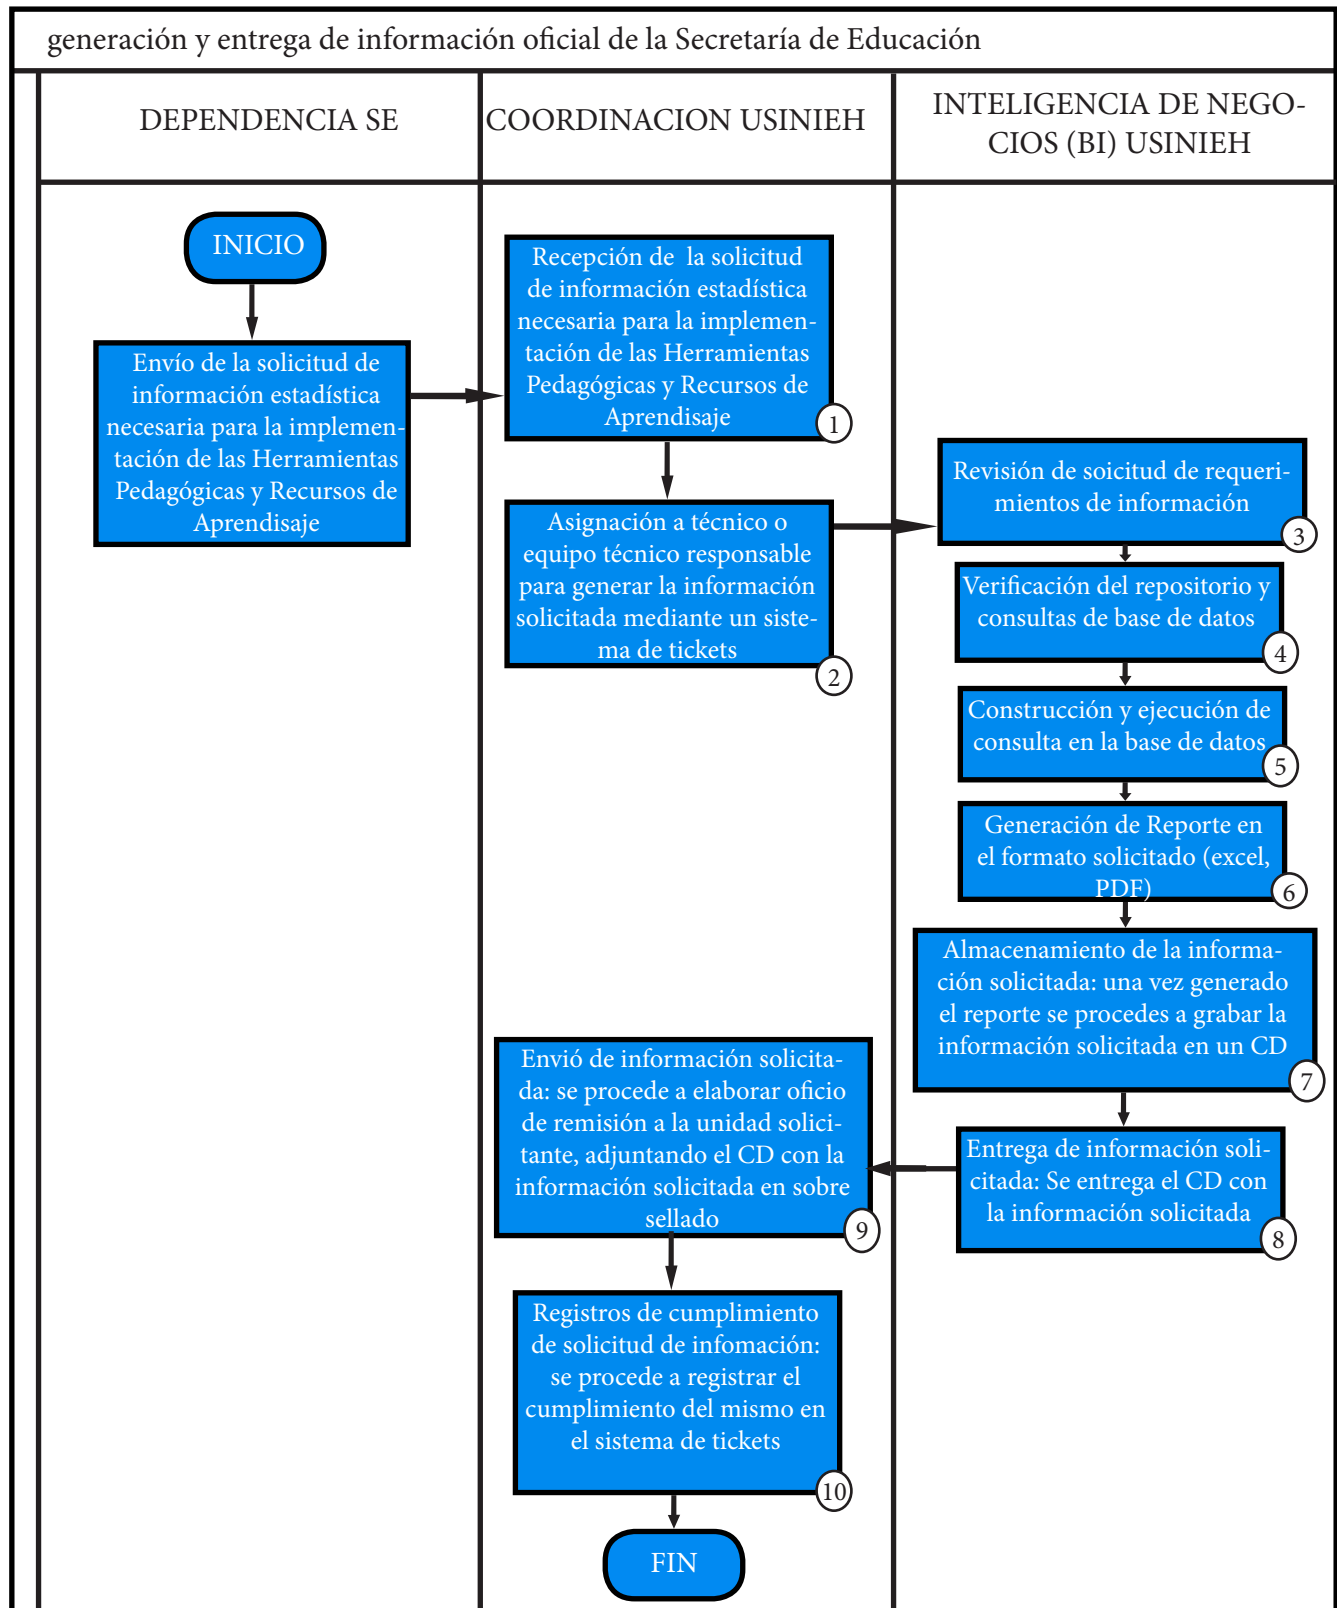 generación y entrega de información oficial de la Secretaría de Educación
DEPENDENCIA SE
COORDINACION USINIEH
INTELIGENCIA DE NEGO-
CIOS (BI) USINIEH
INICIO
Envío de la solicitud de
información estadística
necesaria para la implemen-
tación de las Herramientas
Pedagógicas y Recursos de
Aprendisaje
Recepción de  la solicitud
de información estadística
necesaria para la implemen-
tación de las Herramientas
Pedagógicas y Recursos de
Aprendisaje
1
Asignación a técnico o
equipo técnico responsable
para generar la información
solicitada mediante un siste-
ma de tickets
2
Revisión de soicitud de requeri-
mientos de información
3
Verificación del repositorio y
consultas de base de datos
4
Construcción y ejecución de
consulta en la base de datos
5
Generación de Reporte en
el formato solicitado (excel,
PDF)
6
Almacenamiento de la informa-
ción solicitada: una vez generado
el reporte se procedes a grabar la
información solicitada en un CD
7
Entrega de información soli-
citada: Se entrega el CD con
la información solicitada
8
Envió de información solicita-
da: se procede a elaborar oficio
de remisión a la unidad solici-
tante, adjuntando el CD con la
información solicitada en sobre
sellado
9
Registros de cumplimiento
de solicitud de infomación:
se procede a registrar el
cumplimiento del mismo en
el sistema de tickets
10
FIN